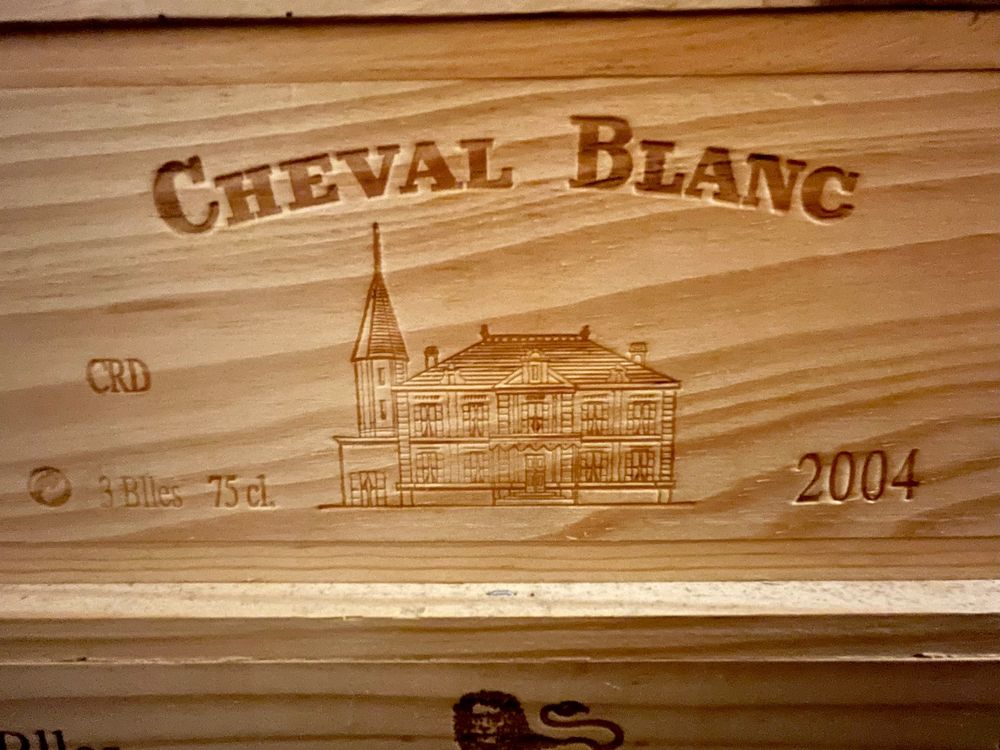 CHEVAL BLANC
CRD
3 Blles 75 cl.
2004